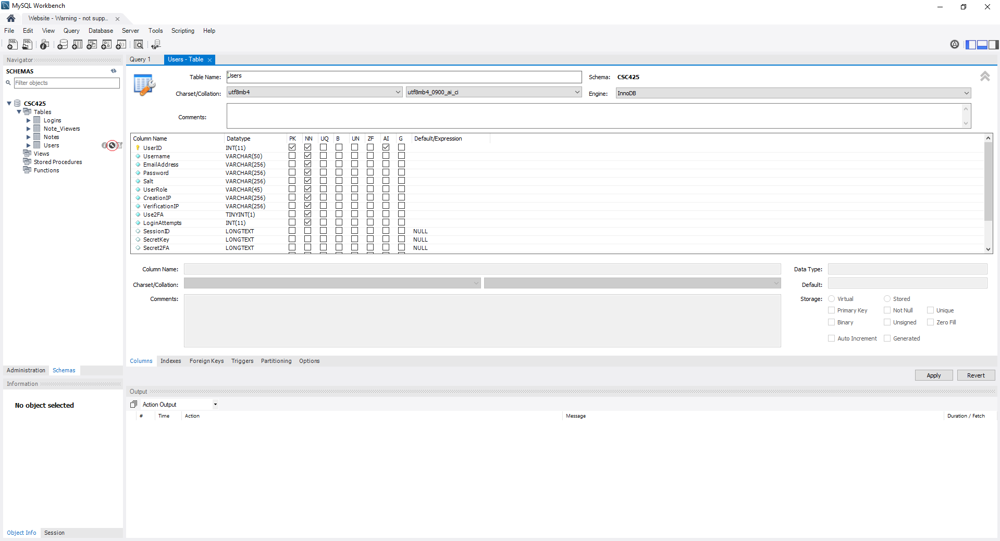 MySQL Workbench
Website - Warning - not supp...
File Edit View Query Database Server Tools Scripting Help
Navigator
SCHEMAS
Filter objects
CSC425
Tables
Logins
Note_Viewers
Notes
Users
Views
Stored Procedures
Functions
Administration Schemas
Information
No object selected
Object Info Session
Query 1 Users - Table
Table Name: Users Schema: CSC425
Charset/Collation: utf8mb4 utf8mb4_0900_ai_ci Engine: InnoDB
Comments:
Column Name Datatype PK NN UQ B UN ZF AI G Default/Expression
UserID INT(11)
Username VARCHAR(50)
EmailAddress VARCHAR(256)
Password VARCHAR(256)
Salt VARCHAR(256)
UserRole VARCHAR(45)
CreationIP VARCHAR(256)
VerificationIP VARCHAR(256)
Use2FA TINYINT(1)
LoginAttempts INT(11)
SessionID LONGTEXT NULL
SecretKey LONGTEXT NULL
Secret2FA LONGTEXT NULL
Column Name: Data Type:
Charset/Collation: Default:
Comments: Storage: Virtual Stored
Primary Key Not Null Unique
Binary Unsigned Zero Fill
Auto Increment Generated
Columns Indexes Foreign Keys Triggers Partitioning Options
Apply Revert
Output
Action Output
# Time Action Message Duration / Fetch